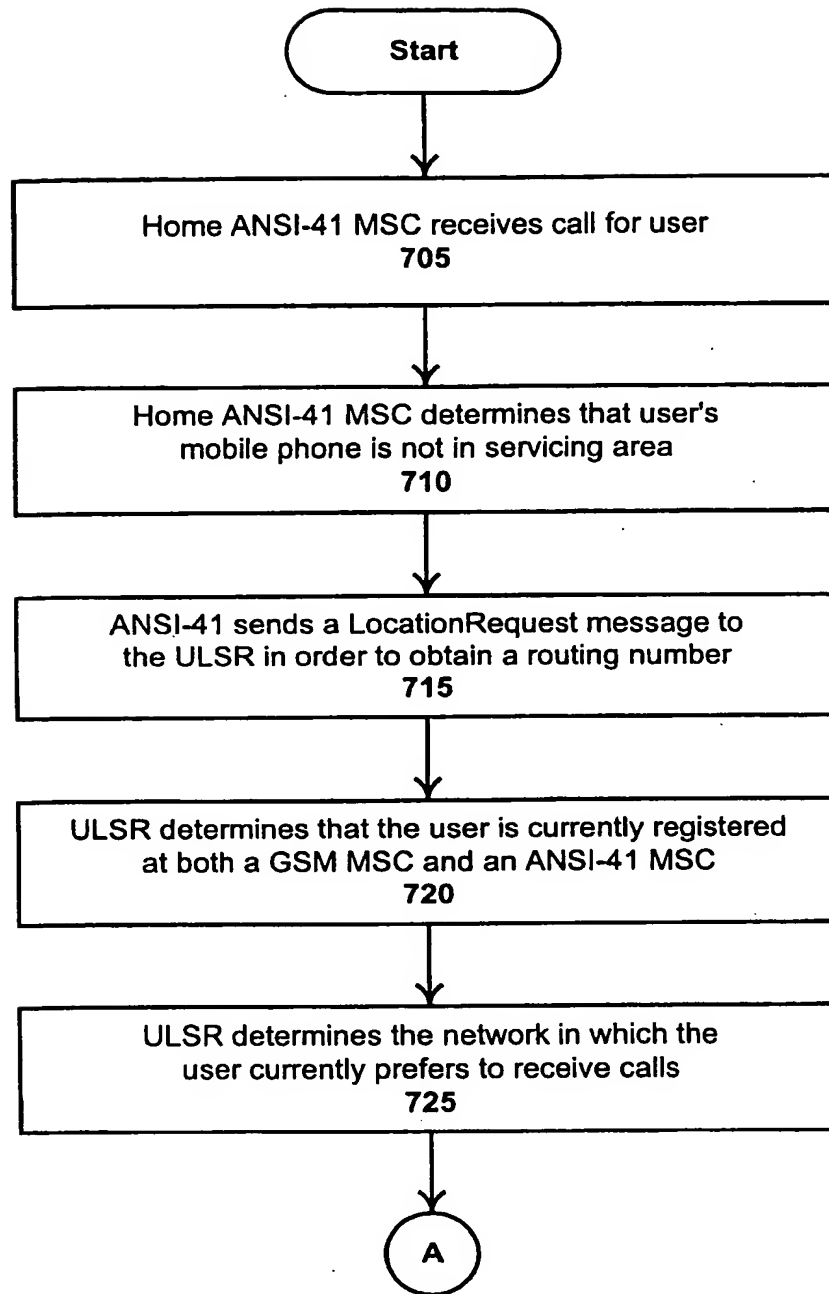 Start
Home ANSI-41 MSC receives call for user
705
Home ANSI-41 MSC determines that user's
mobile phone is not in servicing area
710
ANSI-41 sends a LocationRequest message to
the ULSR in order to obtain a routing number
715
ULSR determines that the user is currently registered
at both a GSM MSC and an ANSI-41 MSC
720
ULSR determines the network in which the
user currently prefers to receive calls
725
A